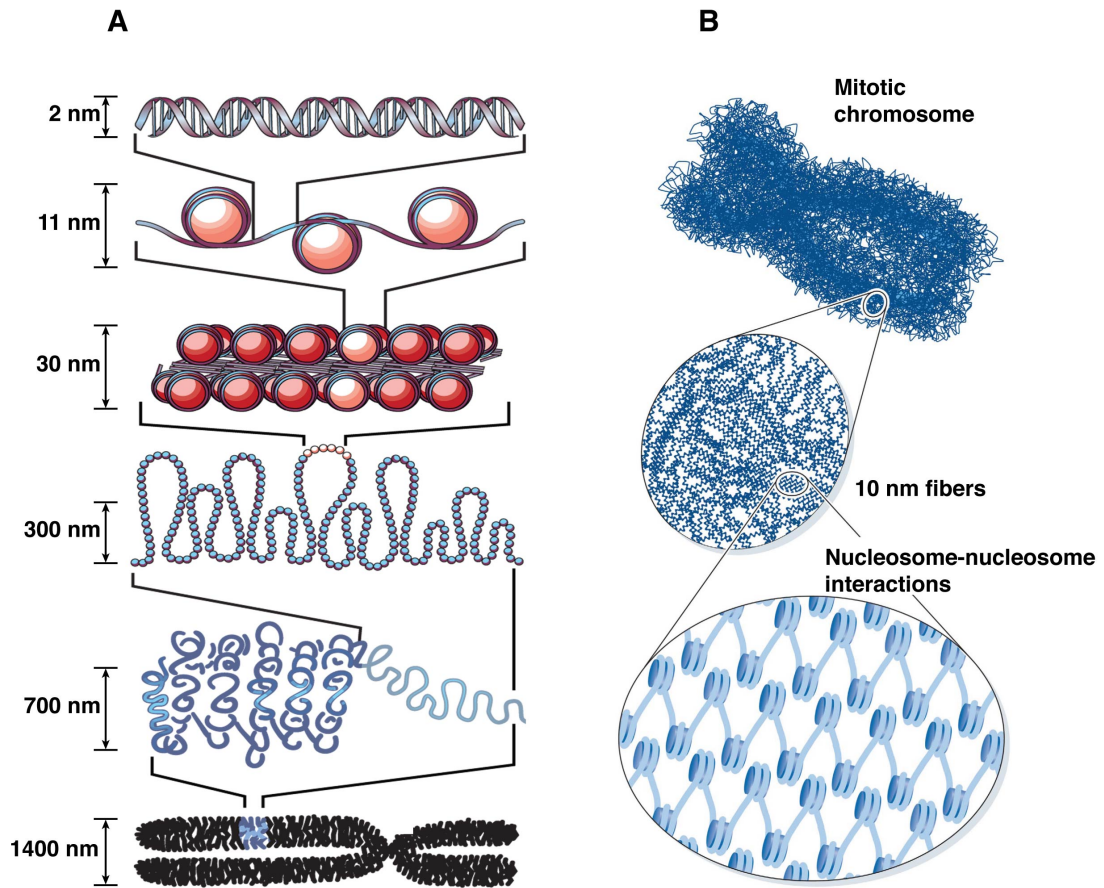 A
2 nm
11 nm
30 nm
300 nm
700 nm
1400 nm
B
Mitotic
chromosome
10 nm fibers
Nucleosome-nucleosome
interactions